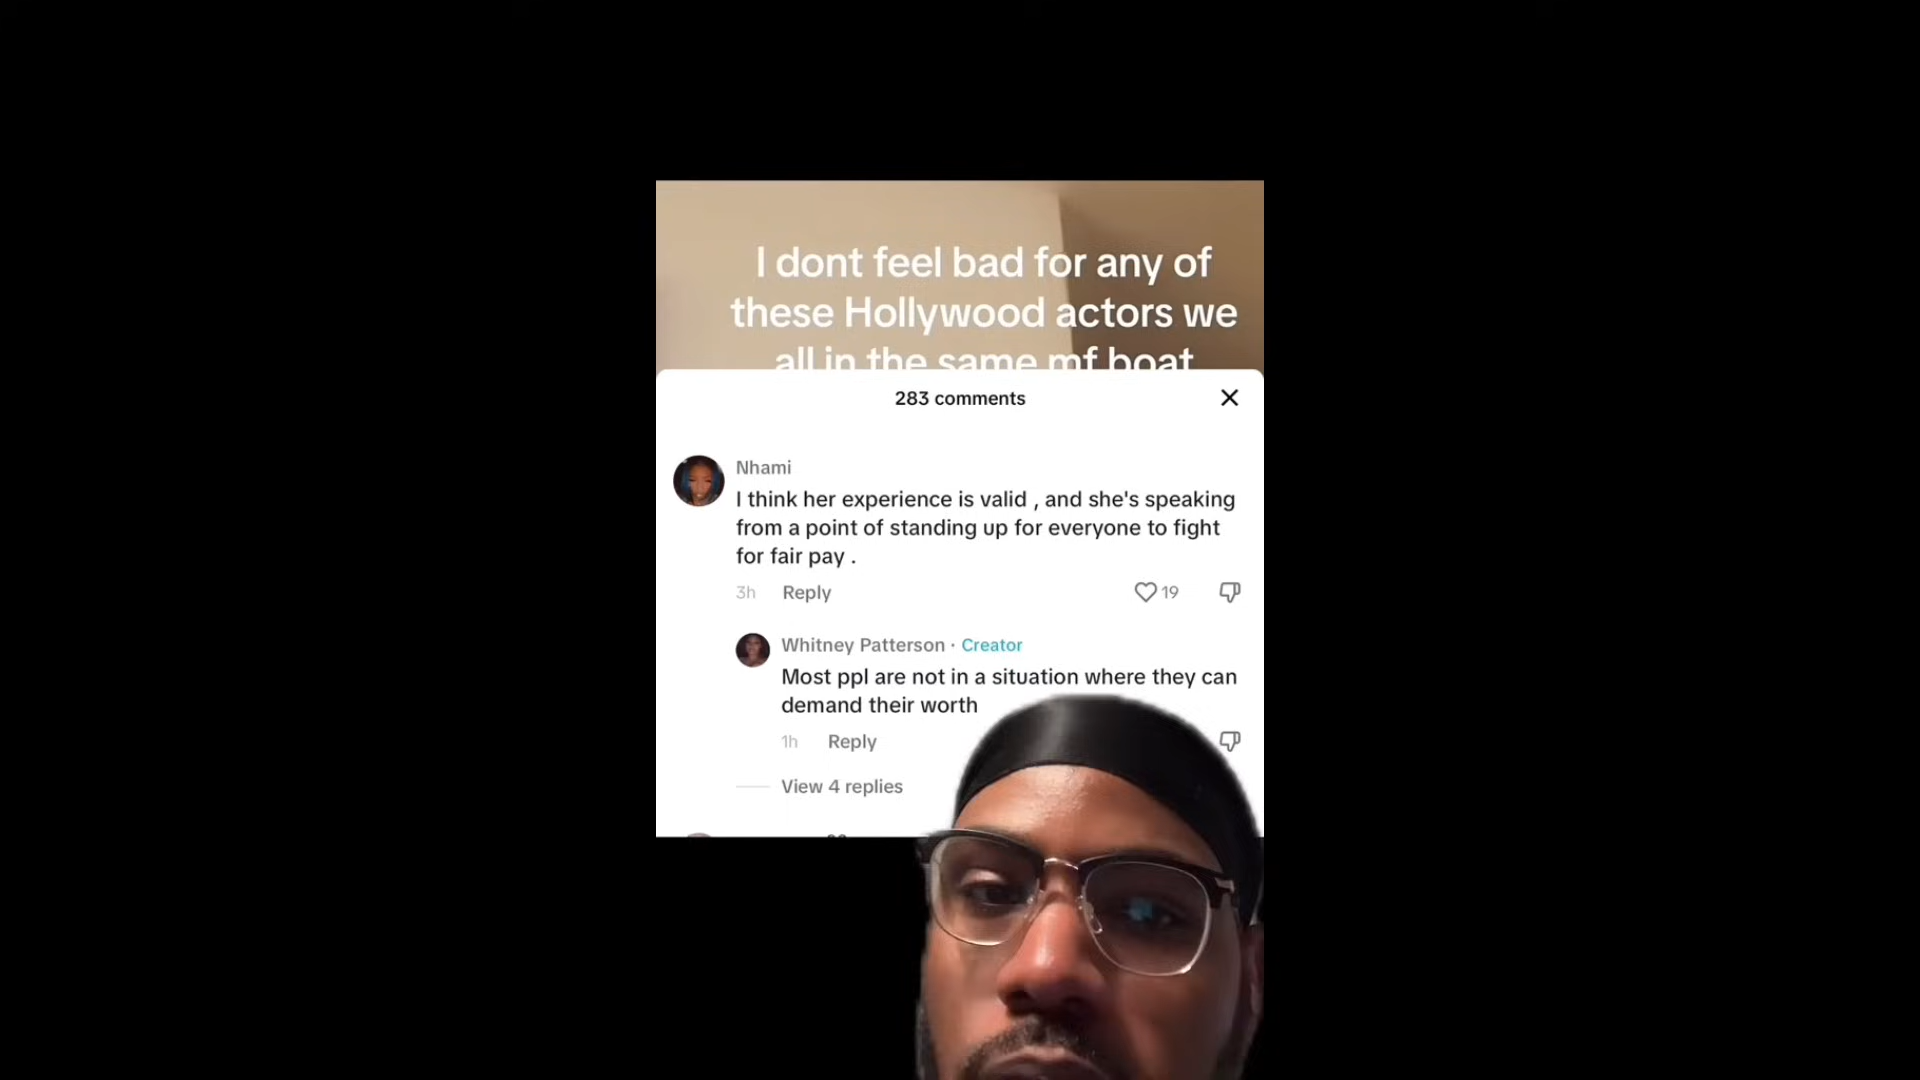 I dont feel bad for any of
these Hollywood actors we
all in the same mf boat
283 comments
Nhami
I think her experience is valid , and she's speaking
from a point of standing up for everyone to fight
for fair pay .
3h Reply 19
Whitney Patterson · Creator
Most ppl are not in a situation where they can
demand their worth
1h Reply
View 4 replies